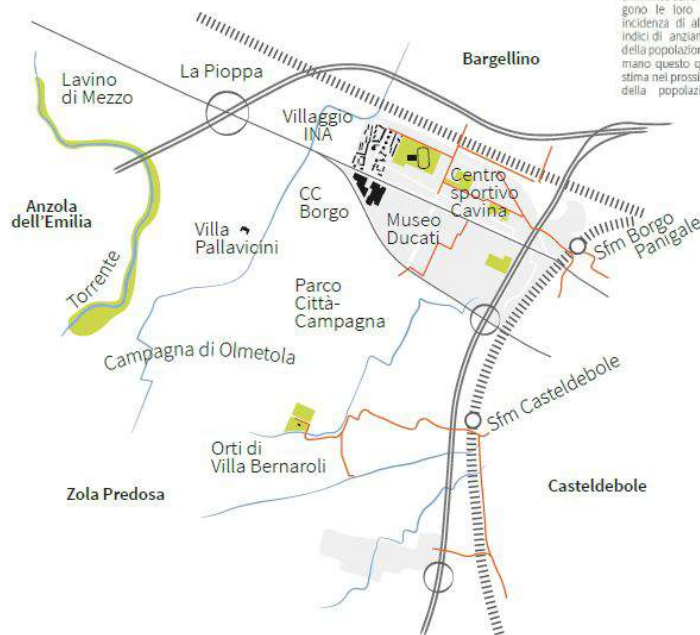 gono le loro
incidenza di al
indici di anzian
della popolazion
mano questo q
stima nei prossi
della popolazi
Bargellino
La Pioppa
Lavino
di Mezzo
Villaggio
INA
Centro
sportivo
Cavina
CC
Borgo
Anzola
dell'Emilia
Villa
Pallavicini
Museo
Ducati
Sfm Borgo
Panigale
Torrente
Parco
Città-
Campagna
Campagna di Olmetola
Sfm Casteldebole
Orti di
Villa Bernaroli
Zola Predosa
Casteldebole